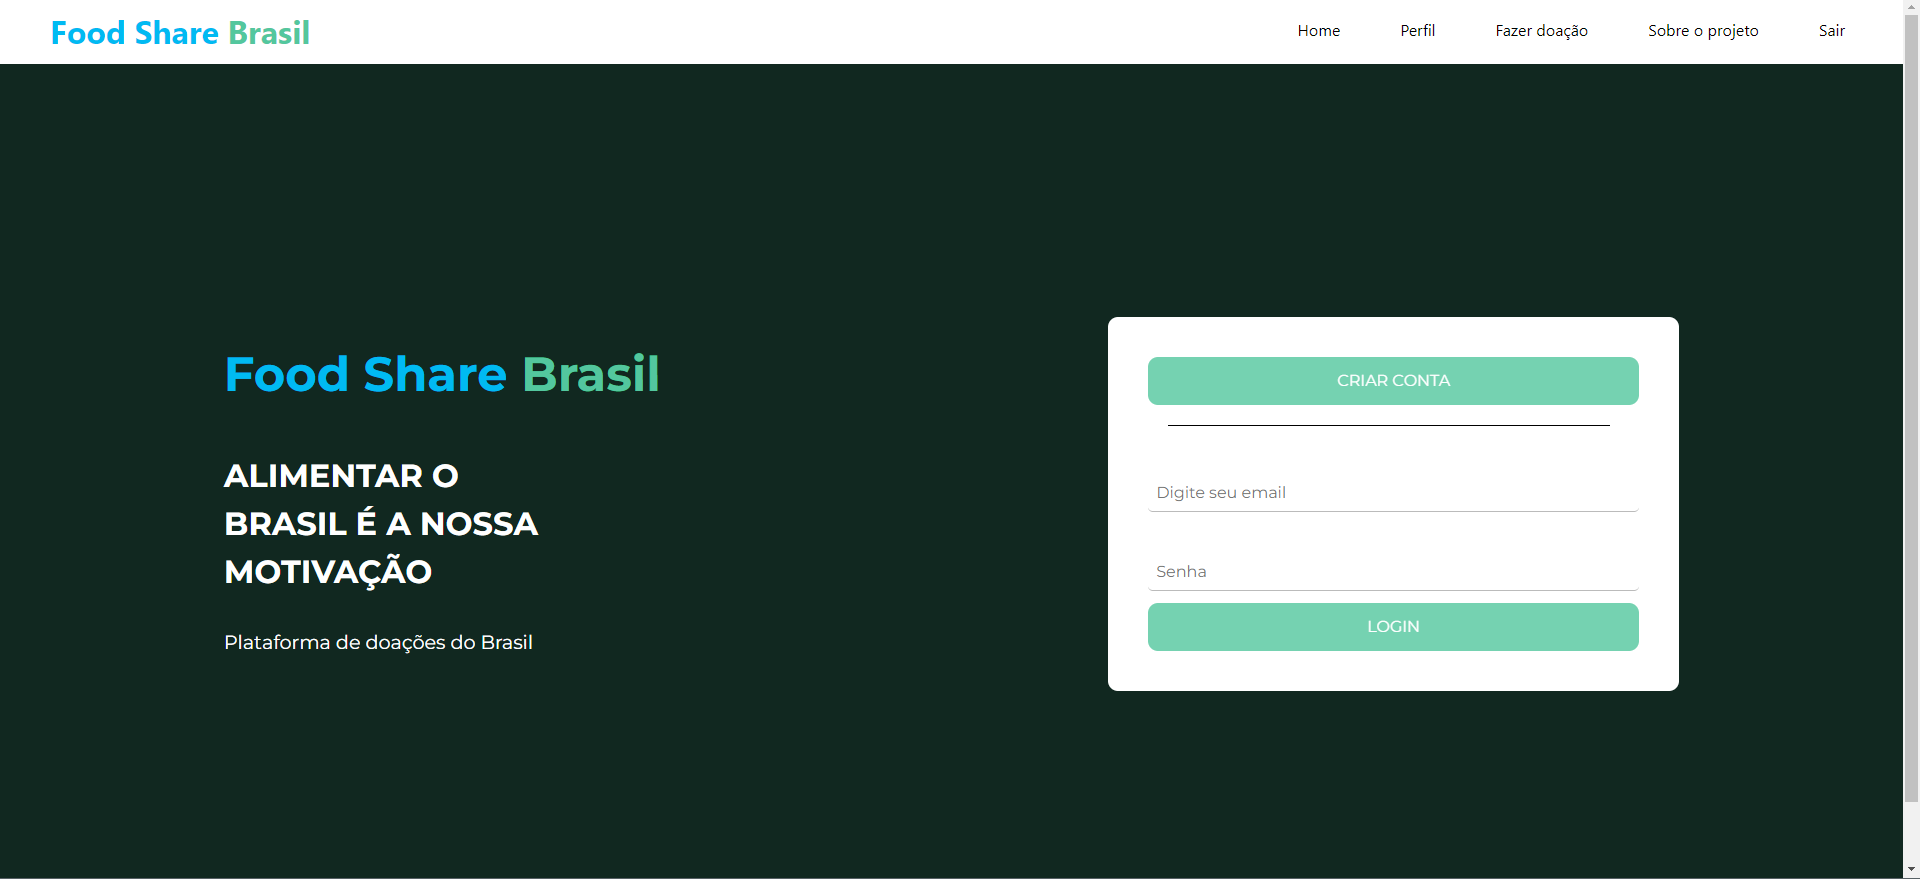 Food Share Brasil
Home Perfil Fazer doação Sobre o projeto Sair
Food Share Brasil
ALIMENTAR O
BRASIL É A NOSSA
MOTIVAÇÃO
Plataforma de doações do Brasil
CRIAR CONTA
Digite seu email
Senha
LOGIN